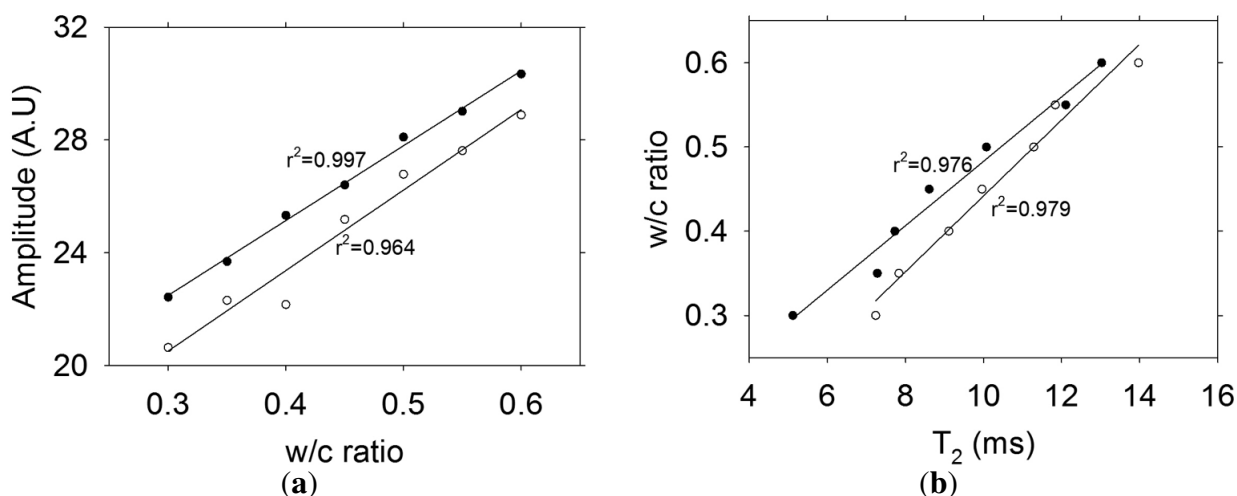 32
28
24
20
Amplitude (A.U)
r²=0.997
r²=0.964
0.3 0.4 0.5 0.6
w/c ratio
(a)
0.6
0.5
0.4
0.3
w/c ratio
r²=0.976
r²=0.979
4 6 8 10 12 14 16
T₂ (ms)
(b)